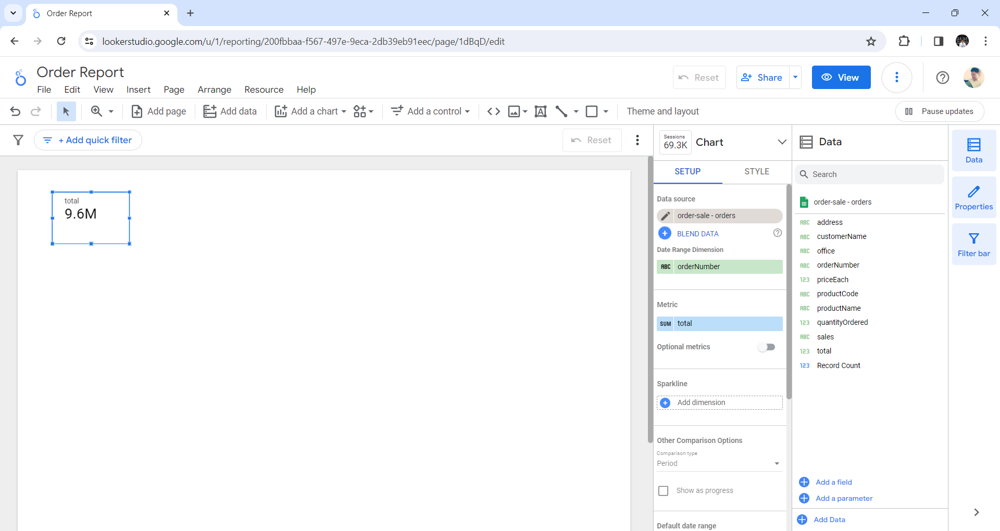 Order Report
lookerstudio.google.com/u/1/reporting/200fbbaa-f567-497e-9eca-2db39eb91eec/page/1dBqD/edit
Order Report
Reset
Share
View
File Edit View Insert Page Arrange Resource Help
Add page
Add data
Add a chart
Add a control
Theme and layout
Pause updates
+ Add quick filter
Reset
total
9.6M
Sessions
69.3K
Chart
SETUP
STYLE
Data source
order-sale - orders
BLEND DATA
Date Range Dimension
ABC orderNumber
Metric
SUM total
Optional metrics
Sparkline
Add dimension
Other Comparison Options
Comparison type
Period
Show as progress
Default date range
Data
Search
order-sale - orders
ABC address
ABC customerName
ABC office
ABC orderNumber
123 priceEach
ABC productCode
ABC productName
123 quantityOrdered
ABC sales
123 total
123 Record Count
Add a field
Add a parameter
Add Data
Data
Properties
Filter bar